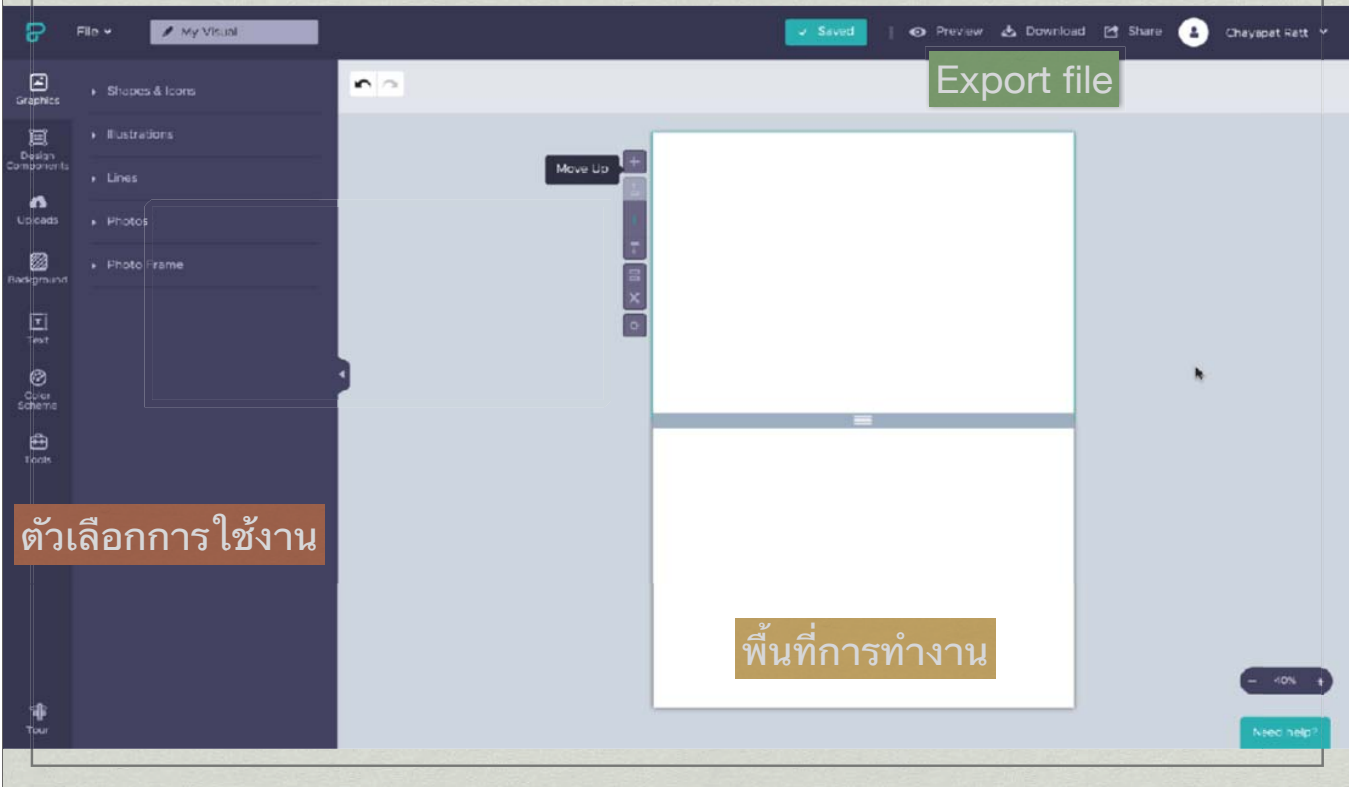 File
My Visual
Saved
Preview
Download
Share
Chayapat Ratt
Export file
Graphics
Shapes & Icons
Illustrations
Design
Components
Lines
Move Up
Uploads
Photos
Background
Photo Frame
Text
Color
Scheme
Tools
ตัวเลือกการใช้งาน
พื้นที่การทำงาน
40%
Tour
Need help?